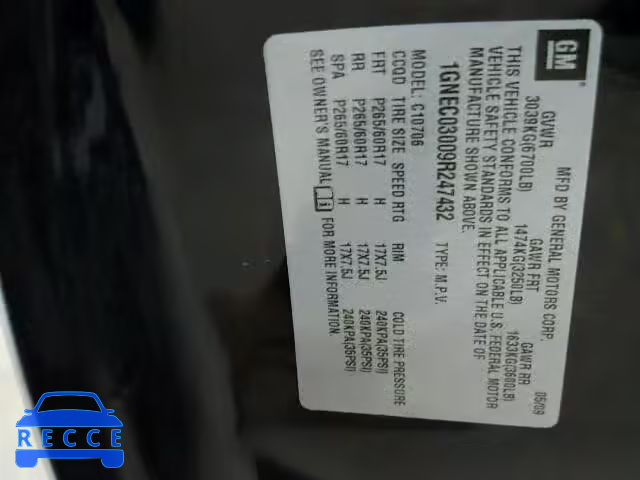 GM
MFD BY GENERAL MOTORS CORP. 05/09
GVWR GAWR FRT GAWR RR
3039KG(6700LB) 1474KG(3250LB) 1633KG(3600LB)
THIS VEHICLE CONFORMS TO ALL APPLICABLE U.S. FEDERAL MOTOR
VEHICLE SAFETY STANDARDS IN EFFECT ON THE DATE OF
MANUFACTURE SHOWN ABOVE.
1GNEC03009R247432 TYPE: M.P.V.
C10706
CCQD TIRE SIZE SPEED RTG RIM COLD TIRE PRESSURE
FRT P265/60R17 H 17X7.5J 240KPA(35PSI)
RR P265/60R17 H 17X7.5J 240KPA(35PSI)
SPA P265/60R17 H 17X7.5J 240KPA(35PSI)
SEE OWNER'S MANUAL FOR MORE INFORMATION.
RECCE